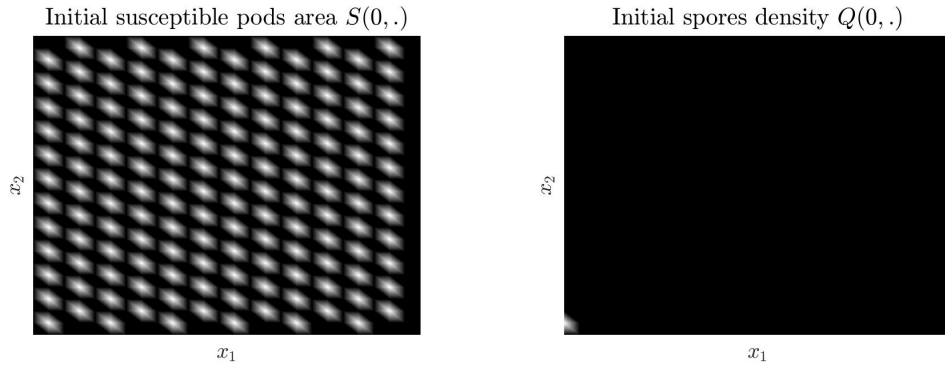 Initial susceptible pods area S(0,.)
x₂
x₁
Initial spores density Q(0,.)
x₂
x₁